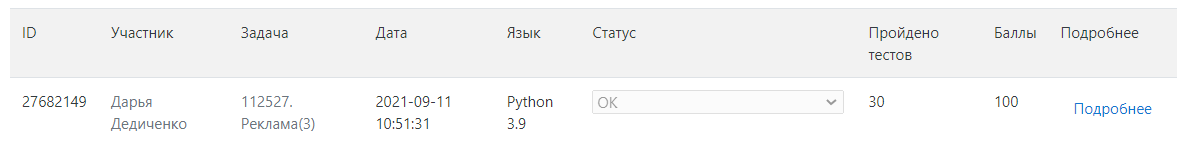 ID Участник Задача Дата Язык Статус Пройдено тестов Баллы Подробнее
27682149 Дарья Дедиченко 112527. Реклама(3) 2021-09-11 10:51:31 Python 3.9 OK 30 100 Подробнее